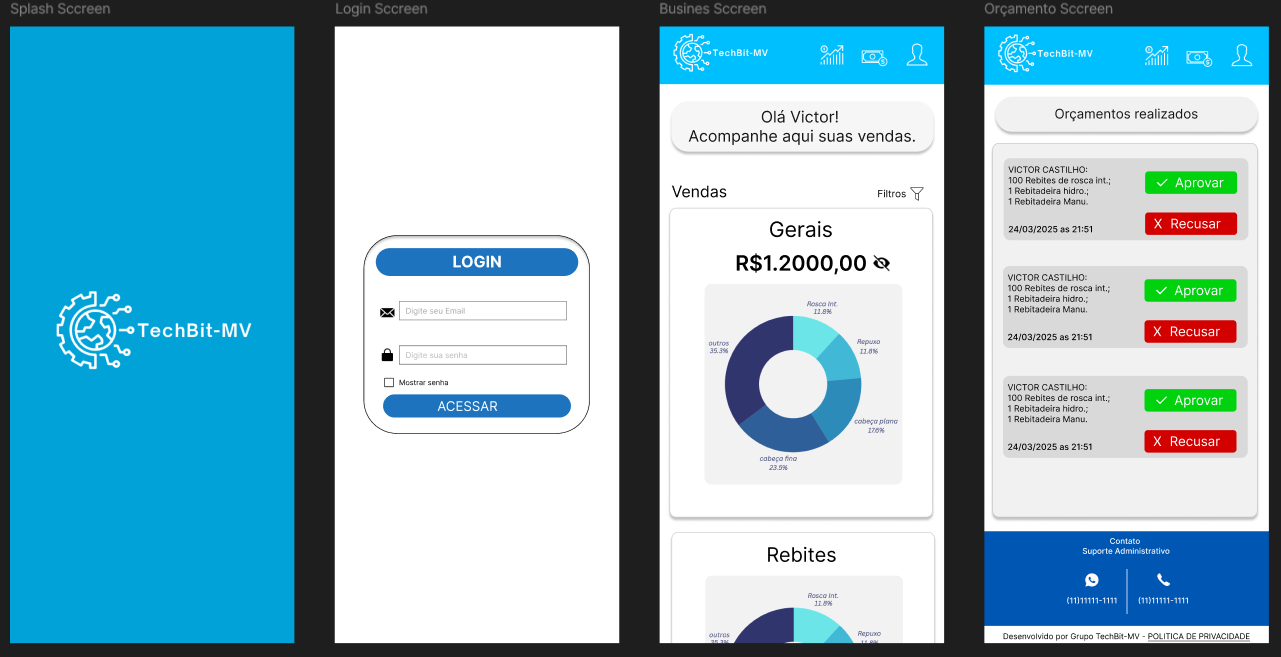 Splash Sccreen
TechBit-MV
Login Sccreen
LOGIN
Digite seu Email
Digite sua senha
Mostrar senha
ACESSAR
Busines Sccreen
TechBit-MV
Olá Victor!
Acompanhe aqui suas vendas.
Vendas
Filtros
Gerais
R$1.2000,00
Rosca Int.
11.8%
Repuxo
11.8%
outros
35.3%
cabeça plana
17.6%
cabeça fina
23.5%
Rebites
Rosca Int.
11.8%
Repuxo
11.8%
outros
35.3%
Orçamento Sccreen
TechBit-MV
Orçamentos realizados
VICTOR CASTILHO:
100 Rebites de rosca int.;
1 Rebitadeira hidro.;
1 Rebitadeira Manu.
24/03/2025 as 21:51
Aprovar
X Recusar
VICTOR CASTILHO:
100 Rebites de rosca int.;
1 Rebitadeira hidro.;
1 Rebitadeira Manu.
24/03/2025 as 21:51
Aprovar
X Recusar
VICTOR CASTILHO:
100 Rebites de rosca int.;
1 Rebitadeira hidro.;
1 Rebitadeira Manu.
24/03/2025 as 21:51
Aprovar
X Recusar
Contato
Suporte Administrativo
(11)11111-1111
(11)11111-1111
Desenvolvido por Grupo TechBit-MV - POLITICA DE PRIVACIDADE